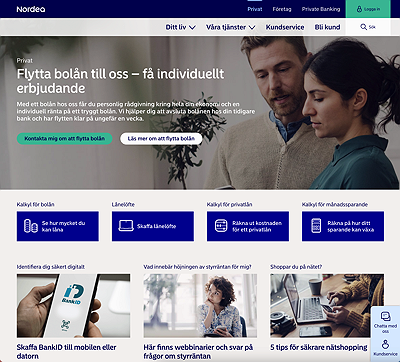 Nordea
Privat Företag Private Banking Logga in
Ditt liv Våra tjänster Kundservice Bli kund Sök
Privat
Flytta bolån till oss – få individuellt
erbjudande
Med ett bolån hos oss får du personlig rådgivning kring hela din ekonomi och en
individuell ränta på ett tryggt bolån. Vi hjälper dig att avsluta bolånen hos din tidigare
bank och har flytten klar på ungefär en vecka.
Kontakta mig om att flytta bolån
Läs mer om att flytta bolån
Kalkyl för bolån
Se hur mycket du
kan låna
Lånelöfte
Skaffa lånelöfte
Kalkyl för privatlån
Räkna ut kostnaden
för ett privatlån
Kalkyl för månadssparande
Räkna på hur ditt
sparande kan växa
Identifiera dig säkert digitalt
BankID
Skaffa BankID till mobilen eller
datorn
Vad innebär höjningen av styrräntan för mig?
Här finns webbinarier och svar på
frågor om styrräntan
Shoppar du på nätet?
5 tips för säkrare nätshopping
Chatta med
oss
Kundservice